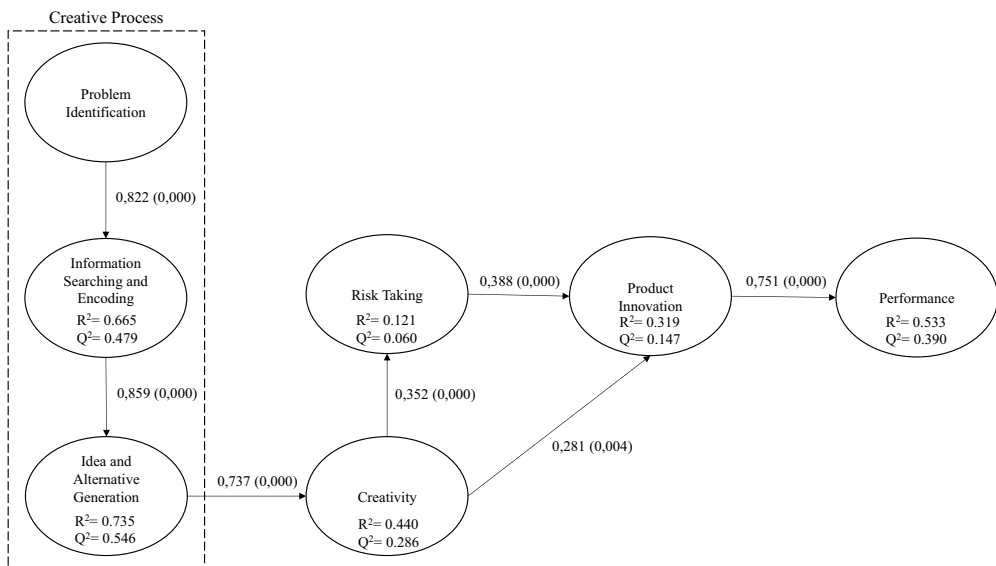 Creative Process
Problem
Identification
0,822 (0,000)
Information
Searching and
Encoding
R²= 0.665
Q²= 0.479
0,859 (0,000)
Idea and
Alternative
Generation
R²= 0.735
Q²= 0.546
0,737 (0,000)
Creativity
R²= 0.440
Q²= 0.286
0,352 (0,000)
Risk Taking
R²= 0.121
Q²= 0.060
0,388 (0,000)
0,281 (0,004)
Product
Innovation
R²= 0.319
Q²= 0.147
0,751 (0,000)
Performance
R²= 0.533
Q²= 0.390